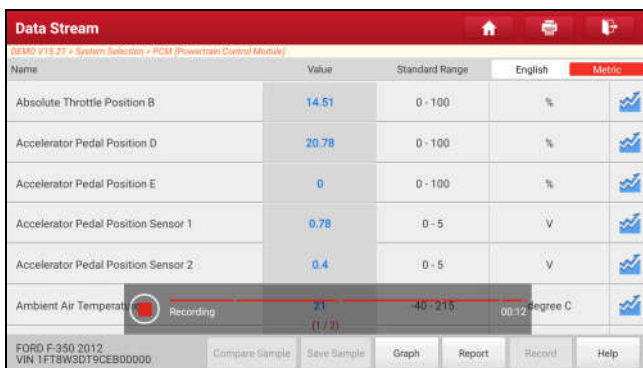 Data Stream
DEMO V15.21 > System Selection > PCM (Powertrain Control Module)
Name Value Standard Range English Metric
Absolute Throttle Position B 14.51 0 - 100 %
Accelerator Pedal Position D 20.78 0 - 100 %
Accelerator Pedal Position E 0 0 - 100 %
Accelerator Pedal Position Sensor 1 0.78 0 - 5 V
Accelerator Pedal Position Sensor 2 0.4 0 - 5 V
Ambient Air Temperature 21 -40 - 215 degree C
Recording 00:12
(1 / 2)
FORD F-350 2012
VIN 1FT8W3DT9CEB00000
Compare Sample Save Sample Graph Report Record Help